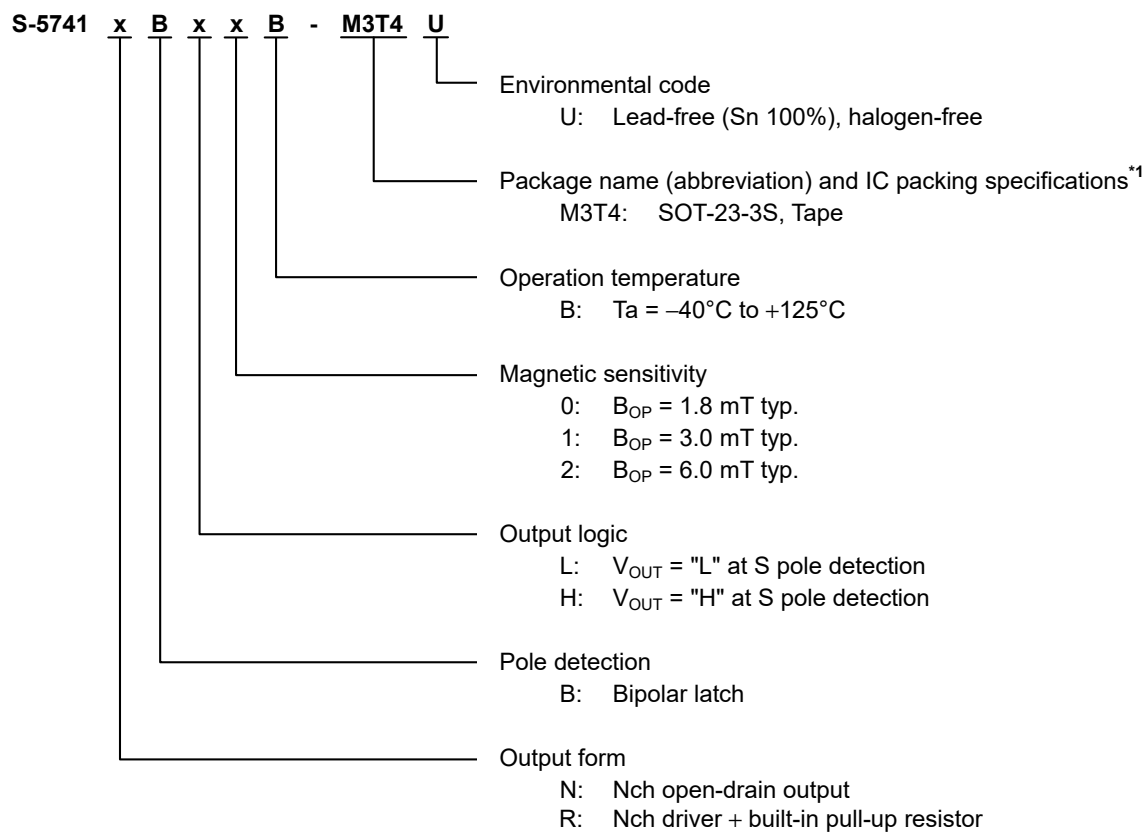 S-5741 x B x x B - M3T4 U
Environmental code
U: Lead-free (Sn 100%), halogen-free
Package name (abbreviation) and IC packing specifications*1
M3T4: SOT-23-3S, Tape
Operation temperature
B: Ta = −40°C to +125°C
Magnetic sensitivity
0: BOP = 1.8 mT typ.
1: BOP = 3.0 mT typ.
2: BOP = 6.0 mT typ.
Output logic
L: VOUT = "L" at S pole detection
H: VOUT = "H" at S pole detection
Pole detection
B: Bipolar latch
Output form
N: Nch open-drain output
R: Nch driver + built-in pull-up resistor